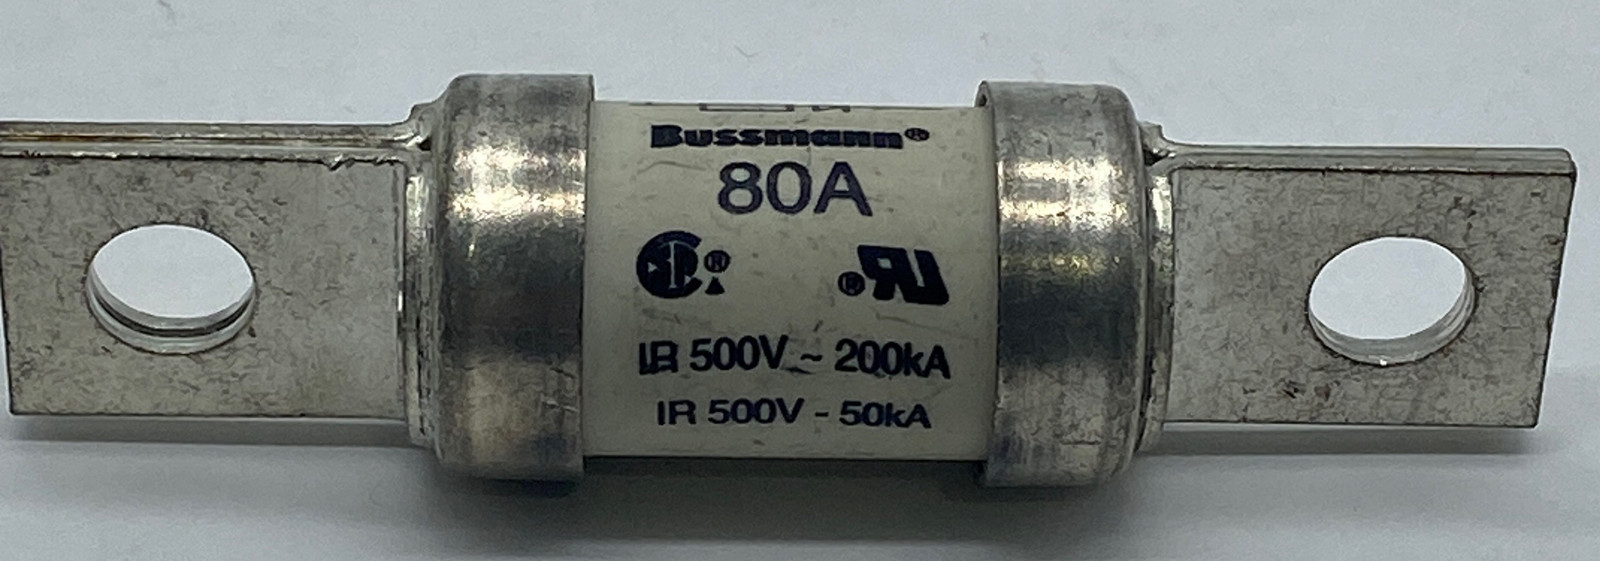 Bussmann®
80A
® ®
IR 500V ~ 200kA
IR 500V - 50kA